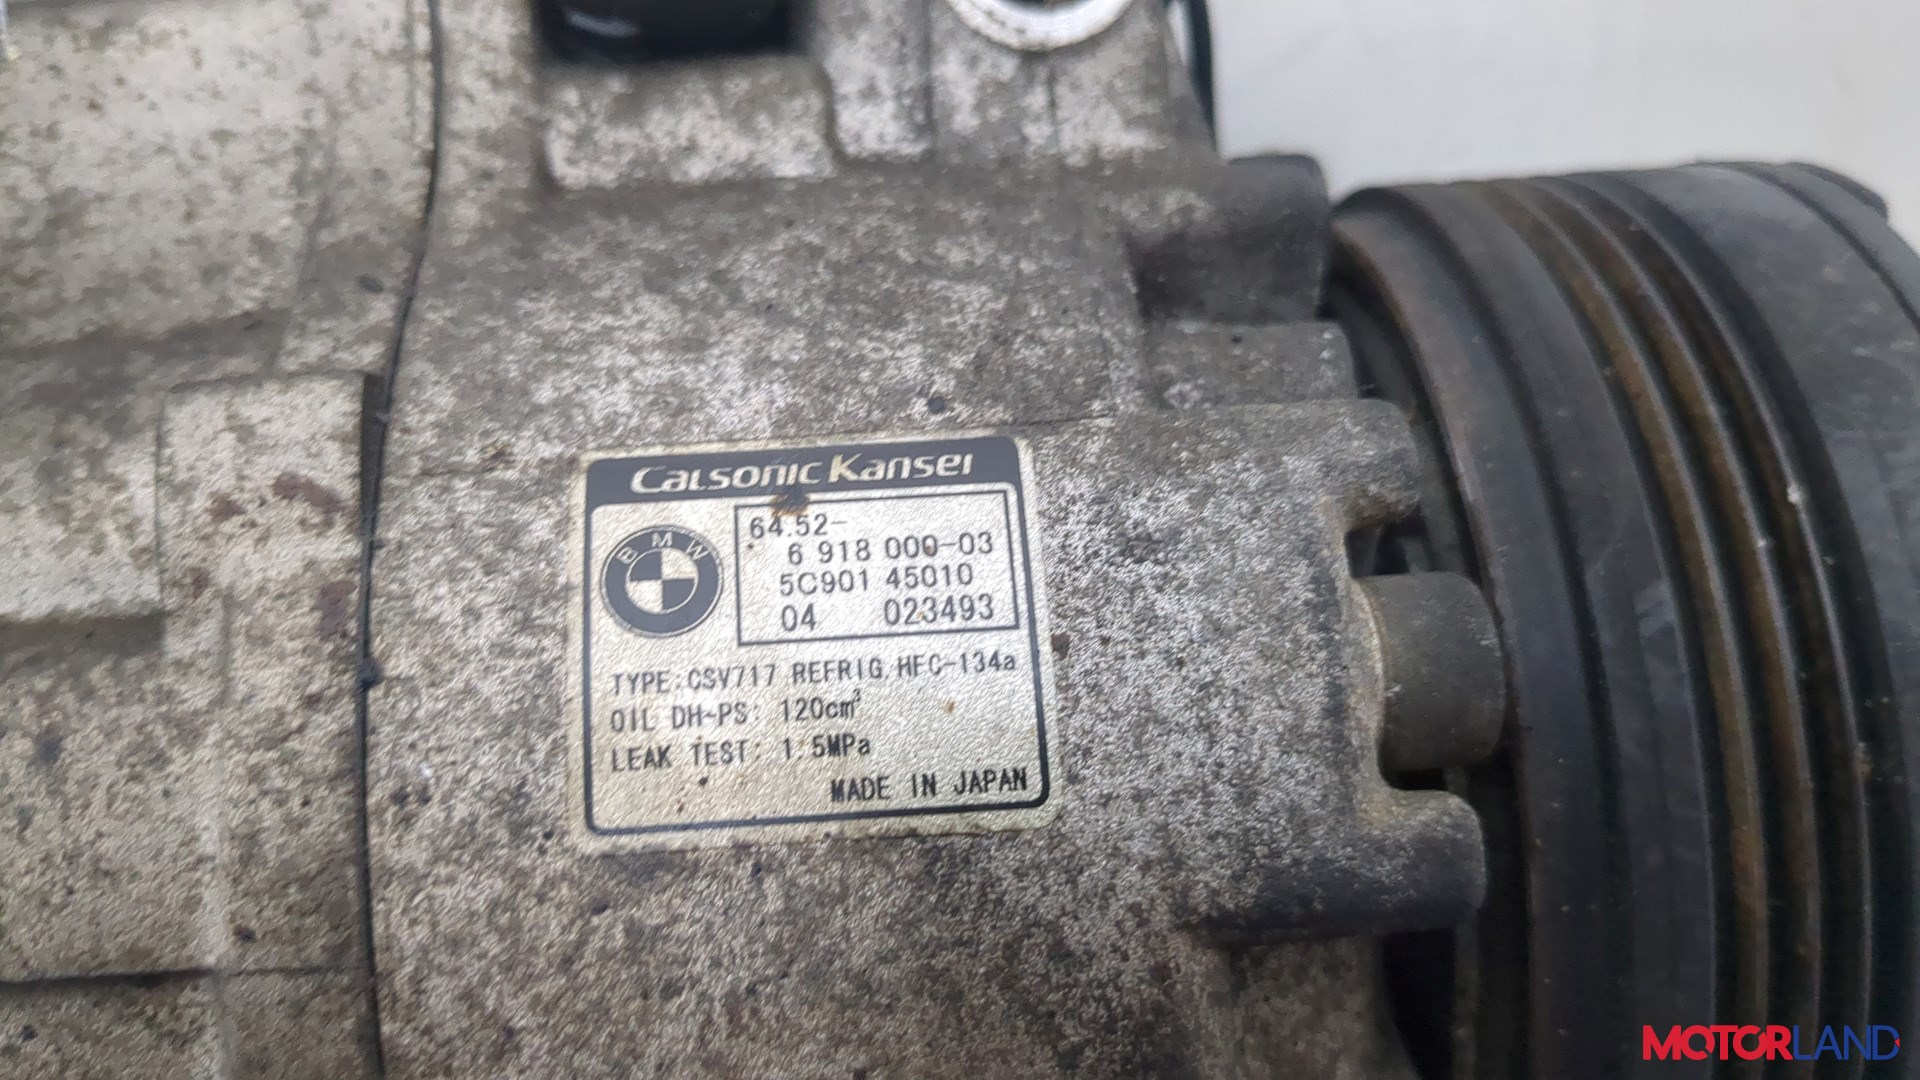 Calsonic Kansei
BMW
64.52-
6 918 000-03
5C901 45010
04 023493
TYPE:CSV717 REFRIG.HFC-134a
OIL DH-PS: 120cm³
LEAK TEST: 1.5MPa
MADE IN JAPAN
MOTORLAND